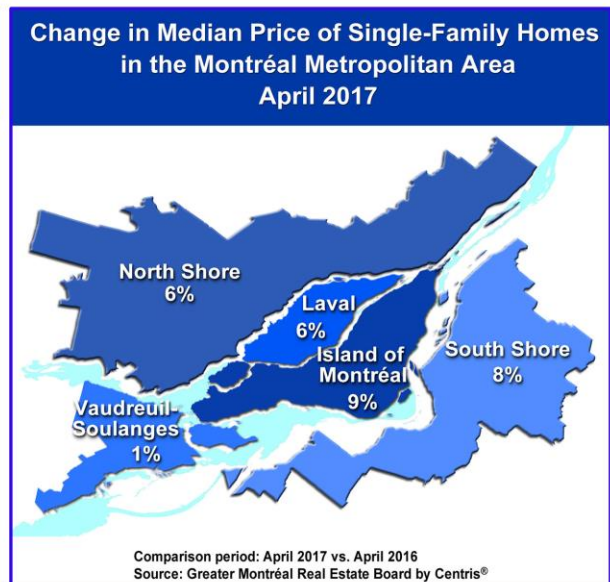 Change in Median Price of Single-Family Homes
in the Montréal Metropolitan Area
April 2017
North Shore
6%
Laval
6%
Island of
Montréal
9%
South Shore
8%
Vaudreuil-
Soulanges
1%
Comparison period: April 2017 vs. April 2016
Source: Greater Montréal Real Estate Board by Centris®